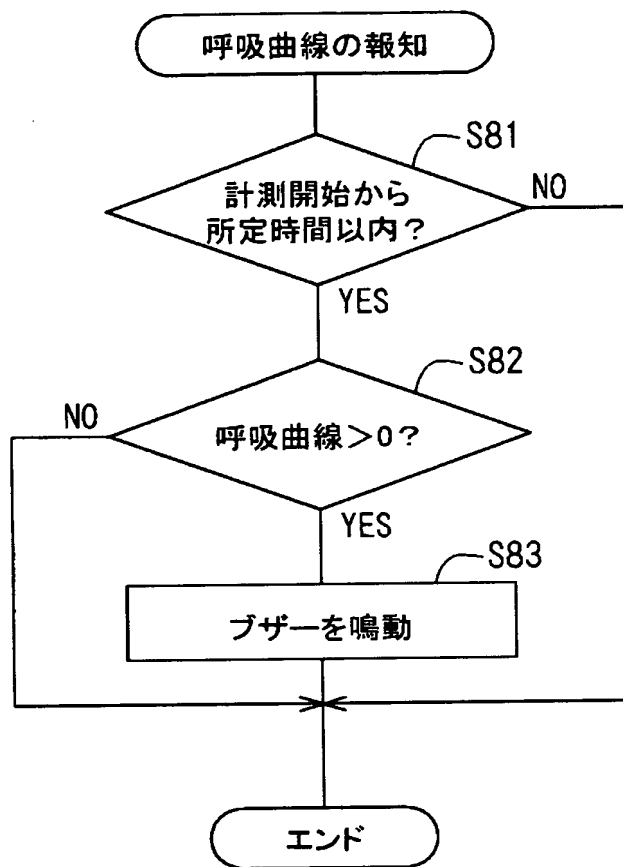 呼吸曲線の報知
S81
計測開始から
所定時間以内?
NO
YES
S82
NO
呼吸曲線>0?
YES
S83
ブザーを鳴動
エンド